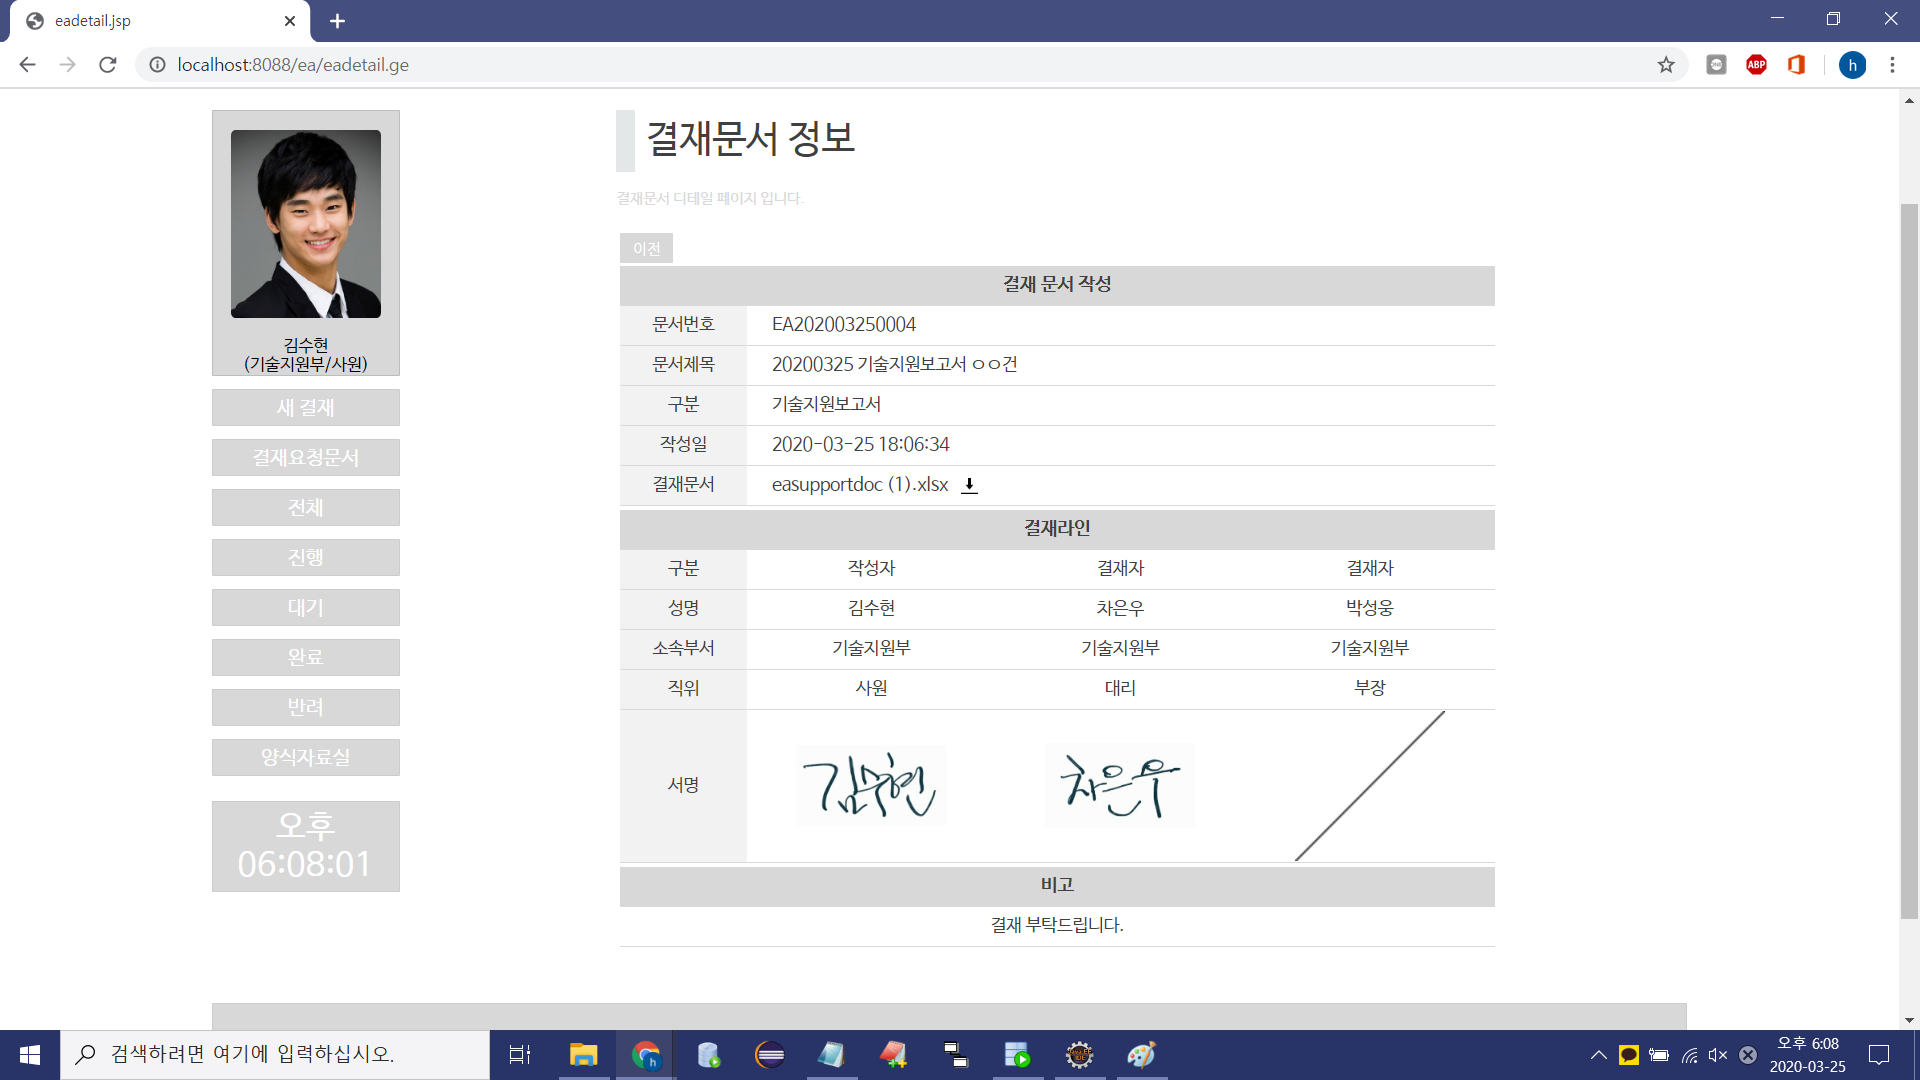 eadetail.jsp
localhost:8088/ea/eadetail.ge
ABP
h
김수현
(기술지원부/사원)
새 결재
결재요청문서
전체
진행
대기
완료
반려
양식자료실
오후
06:08:01
결재문서 정보
결재문서 디테일 페이지 입니다.
이전
결재 문서 작성
문서번호 EA202003250004
문서제목 20200325 기술지원보고서 ㅇㅇ건
구분 기술지원보고서
작성일 2020-03-25 18:06:34
결재문서 easupportdoc (1).xlsx
결재라인
구분 작성자 결재자 결재자
성명 김수현 차은우 박성웅
소속부서 기술지원부 기술지원부 기술지원부
직위 사원 대리 부장
서명 김수현 차은우
비고
결재 부탁드립니다.
검색하려면 여기에 입력하십시오.
h
오후 6:08
2020-03-25